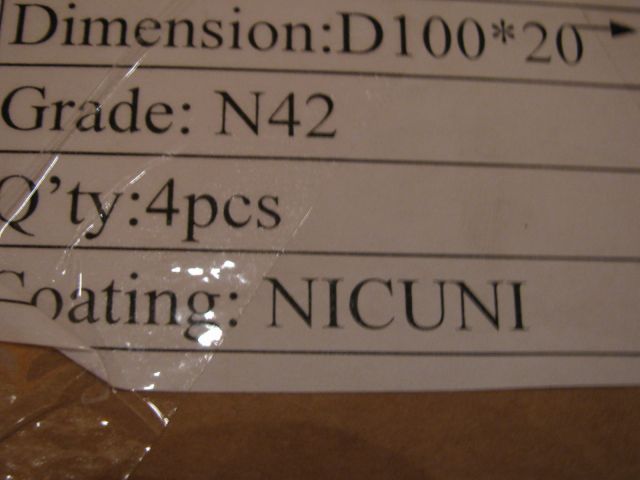 Dimension:D100*20
Grade: N42
Q'ty:4pcs
Coating: NICUNI